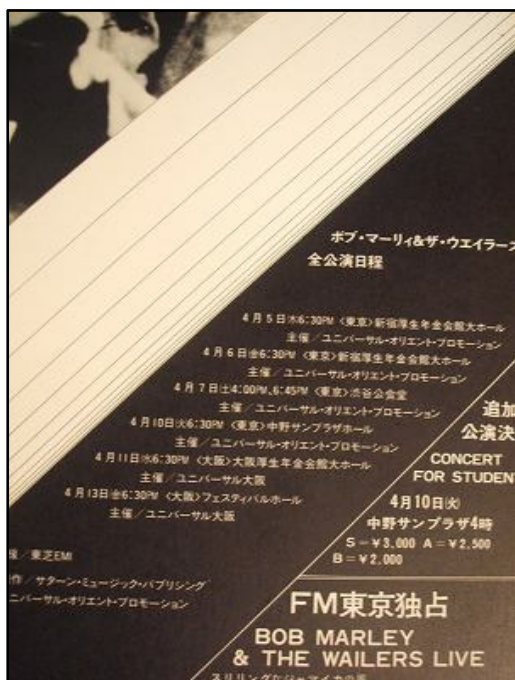 ボブ・マーリィ&ザ・ウエイラーズ
全公演日程
4月5日㈭6:30PM〈東京〉新宿厚生年金会館大ホール
主催/ユニバーサル・オリエント・プロモーション
4月6日㈮6:30PM〈東京〉新宿厚生年金会館大ホール
主催/ユニバーサル・オリエント・プロモーション
4月7日㈯4:00PM,6:45PM〈東京〉渋谷公会堂
主催/ユニバーサル・オリエント・プロモーション
4月10日㈫6:30PM〈東京〉中野サンプラザホール
主催/ユニバーサル・オリエント・プロモーション
4月11日㈬6:30PM〈大阪〉大阪厚生年金会館大ホール
主催/ユニバーサル大阪
4月13日㈮6:30PM〈大阪〉フェスティバルホール
主催/ユニバーサル大阪
追加
公演決
CONCERT
FOR STUDEN
4月10日㈫
中野サンプラザ4時
S=¥3,000 A=¥2,500
B=¥2,000
/東芝EMI
作/サターン・ミュージック・パブリシング
ニバーサル・オリエント・プロモーション
FM東京独占
BOB MARLEY
& THE WAILERS LIVE
スリリングなジャマイカの